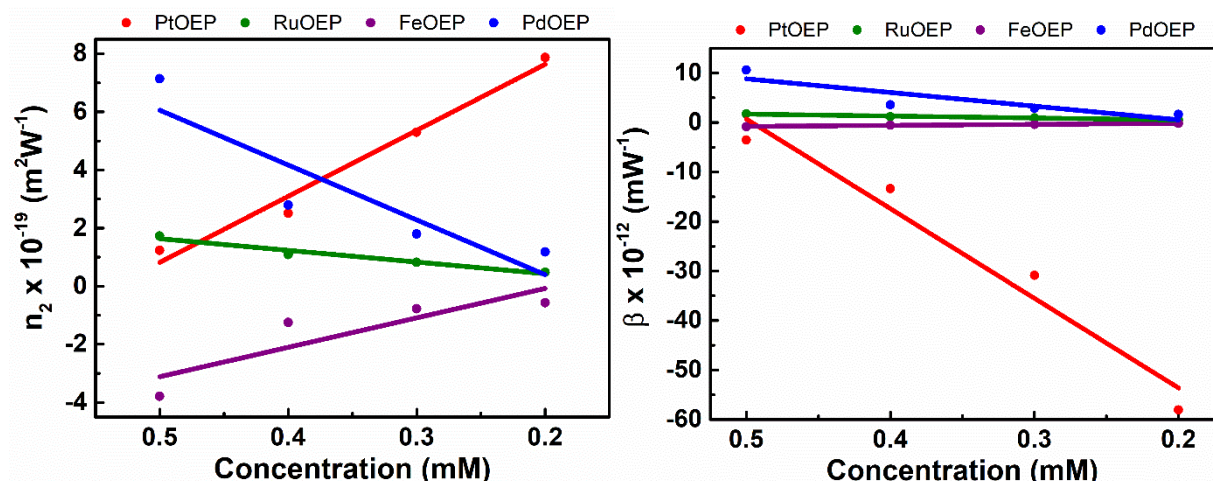 PtOEP RuOEP FeOEP PdOEP
n₂ x 10⁻¹⁹ (m²W⁻¹)
8
6
4
2
0
-2
-4
0.5 0.4 0.3 0.2
Concentration (mM)
PtOEP RuOEP FeOEP PdOEP
β x 10⁻¹² (mW⁻¹)
10
0
-10
-20
-30
-40
-50
-60
0.5 0.4 0.3 0.2
Concentration (mM)